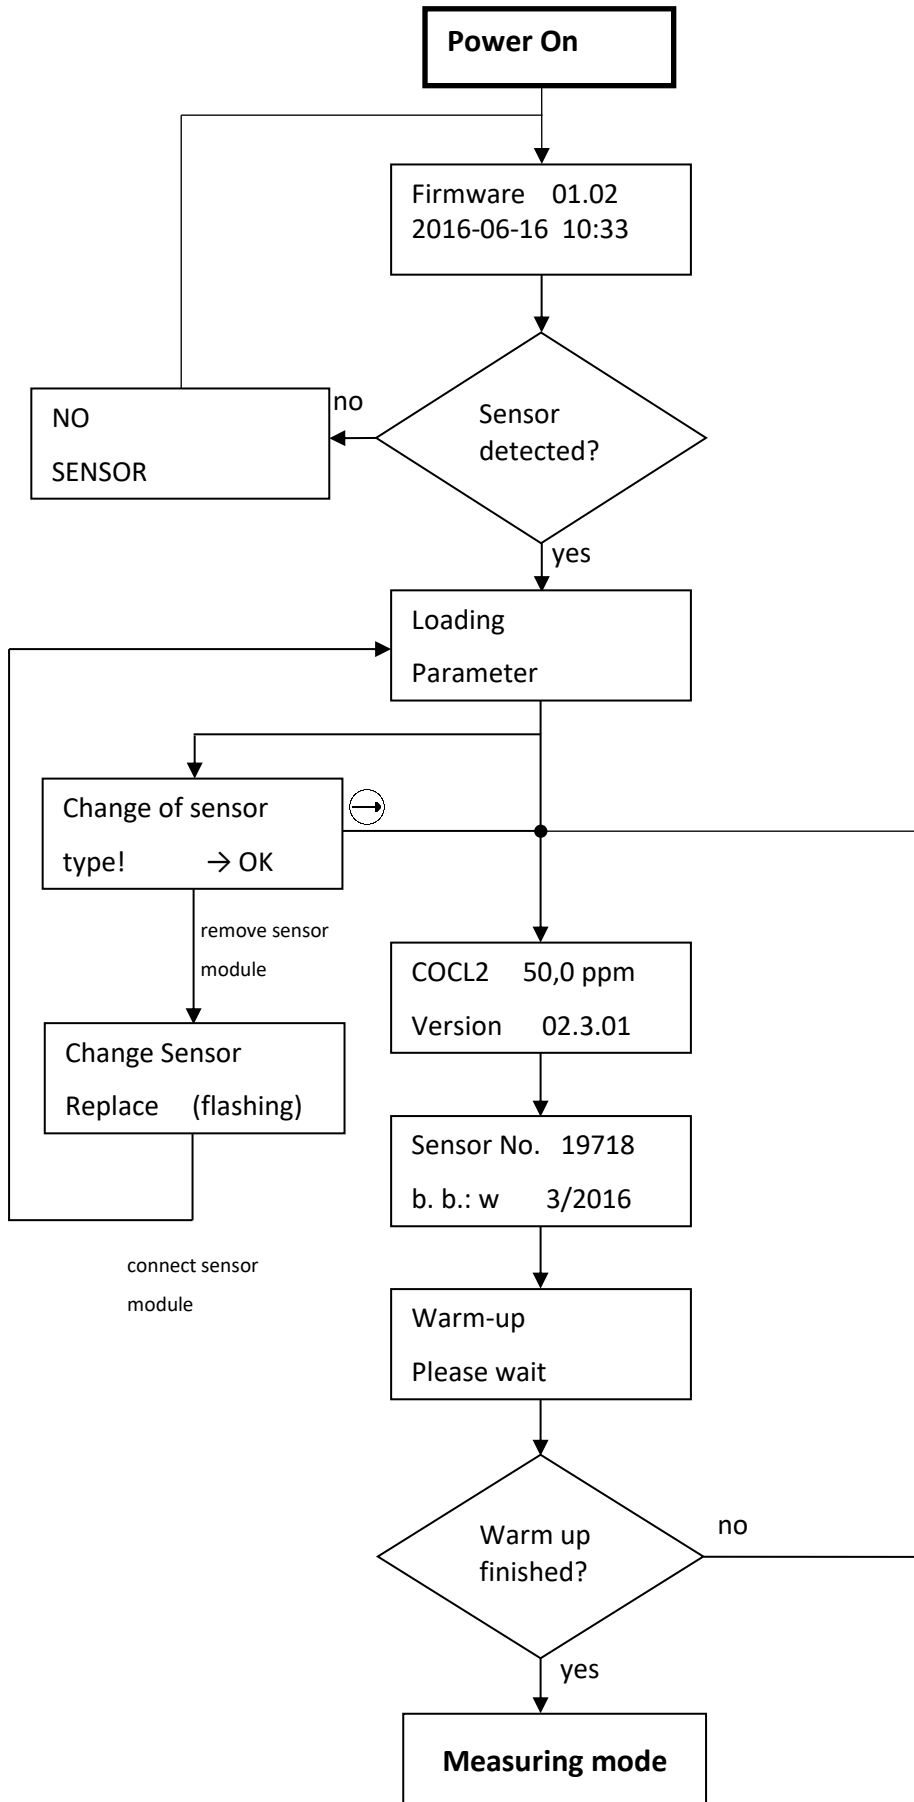 Power On
Firmware 01.02
2016-06-16 10:33
Sensor
detected?
no
NO
SENSOR
yes
Loading
Parameter
Change of sensor
type! → OK
remove sensor
module
Change Sensor
Replace (flashing)
connect sensor
module
COCL2 50,0 ppm
Version 02.3.01
Sensor No. 19718
b. b.: w 3/2016
Warm-up
Please wait
Warm up
finished?
no
yes
Measuring mode